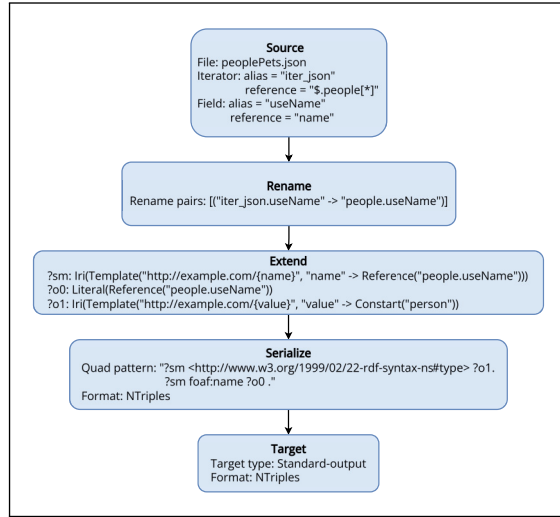 Source
File: peoplePets.json
Iterator: alias = "iter_json"
reference = "$.people[*]"
Field: alias = "useName"
reference = "name"
Rename
Rename pairs: [("iter_json.useName" -> "people.useName")]
Extend
?sm: Iri(Template("http://example.com/{name}", "name" -> Reference("people.useName")))
?o0: Literal(Reference("people.useName"))
?o1: Iri(Template("http://example.com/{value}", "value" -> Constart("person"))
Serialize
Quad pattern: "?sm <http://www.w3.org/1999/02/22-rdf-syntax-ns#type> ?o1.
?sm foaf:name ?o0 ."
Format: NTriples
Target
Target type: Standard-output
Format: NTriples